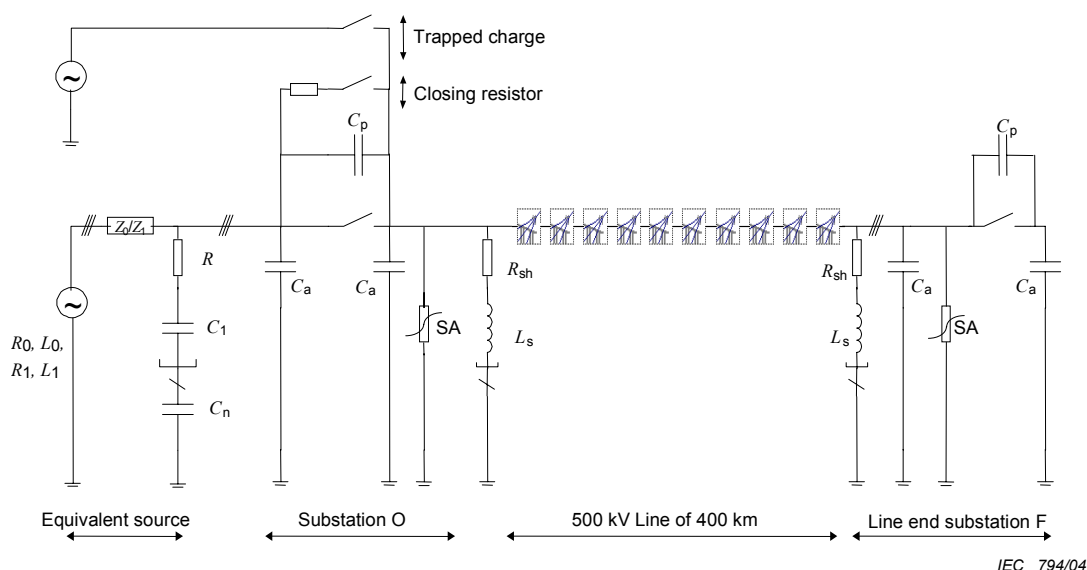 Trapped charge
Closing resistor
Cp
Cp
Z0/Z1
R
Ca
Ca
SA
Rsh
Ls
Rsh
Ls
Ca
SA
Ca
C1
Cn
R0, L0,
R1, L1
Equivalent source
Substation O
500 kV Line of 400 km
Line end substation F
IEC 794/04